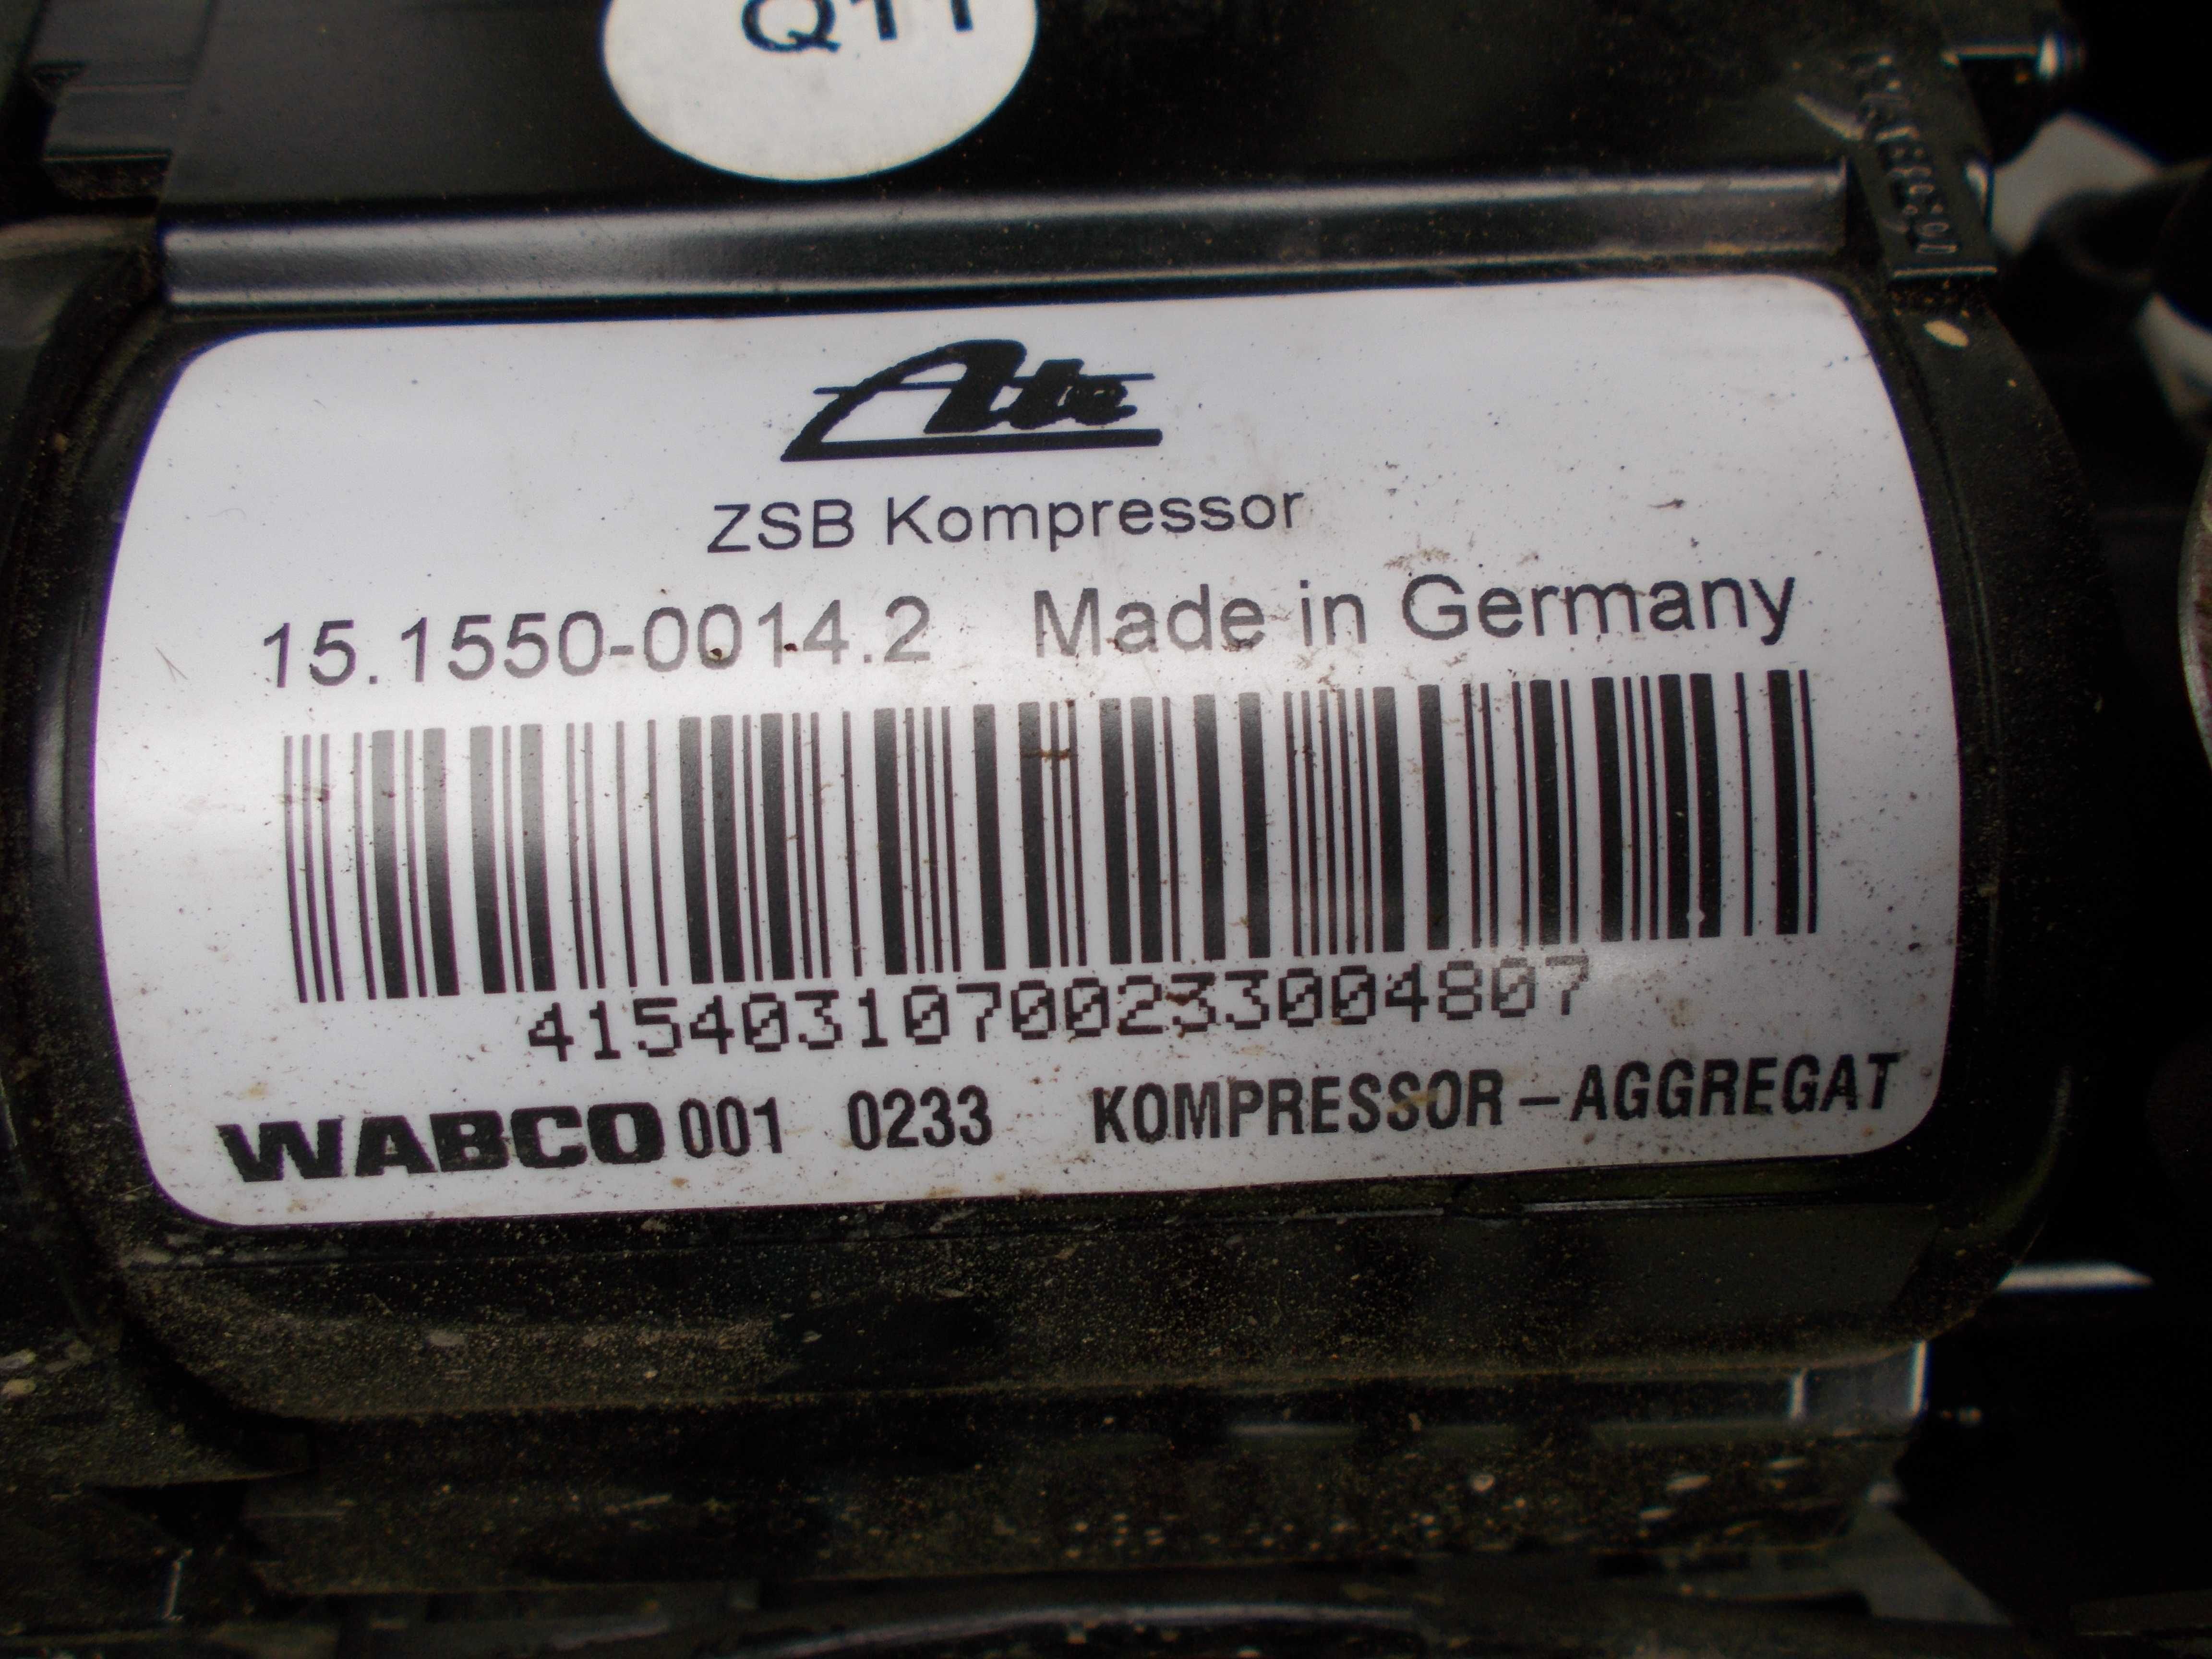 Q11
Ate
ZSB Kompressor
15.1550-0014.2 Made in Germany
41540310700233004807
WABCO 001 0233 KOMPRESSOR-AGGREGAT